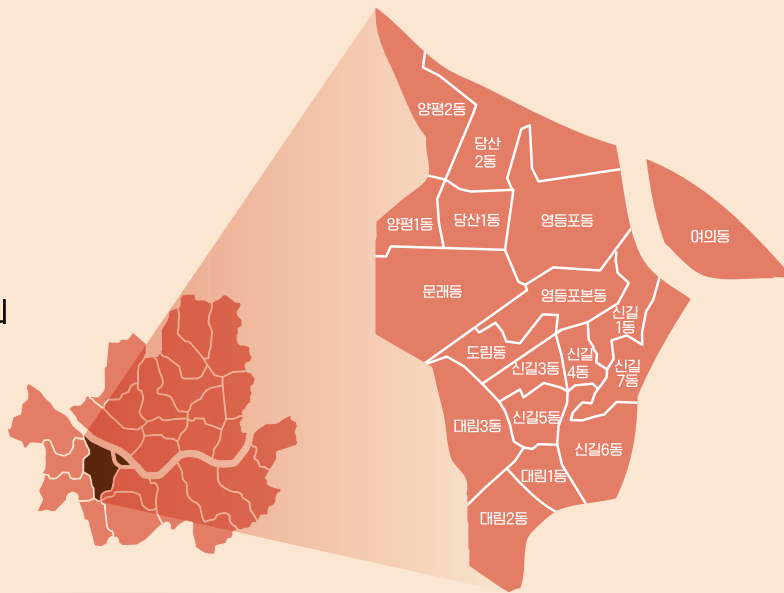 양평2동
당산
2동
양평1동
당산1동
영등포동
여의동
문래동
영등포본동
신길
1동
도림동
신길3동
신길
4동
신길
7동
대림3동
신길5동
신길6동
대림1동
대림2동